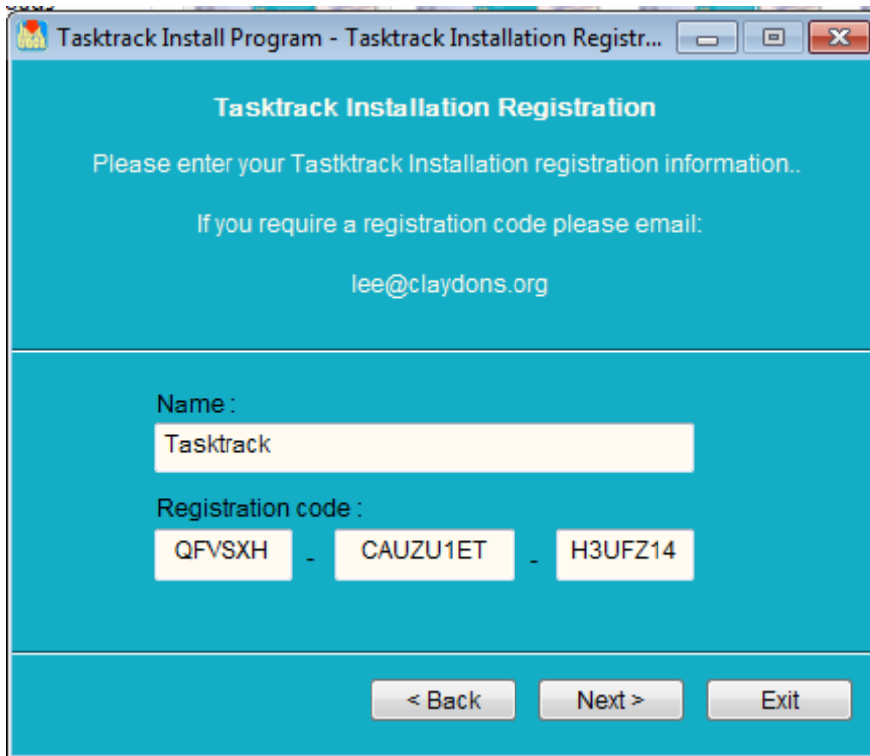 Tasktrack Install Program - Tasktrack Installation Registr...
Tasktrack Installation Registration
Please enter your Tastktrack Installation registration information..
If you require a registration code please email:
lee@claydons.org
Name :
Tasktrack
Registration code :
QFVSXH - CAUZU1ET - H3UFZ14
< Back Next > Exit